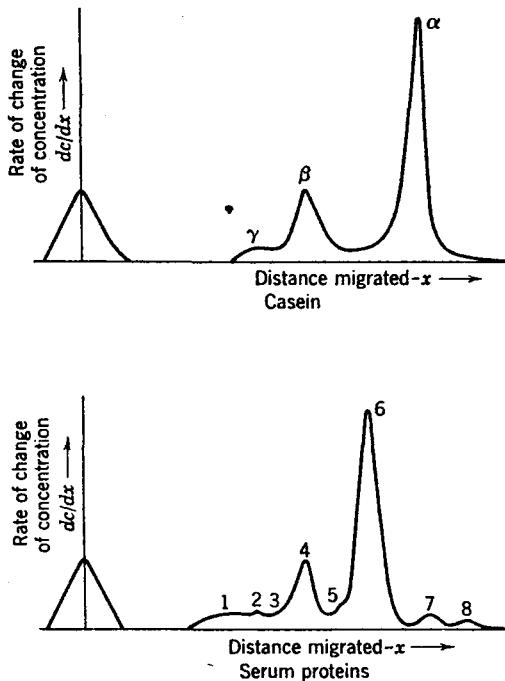 α
Rate of change
of concentration
dc/dx →
β
γ
Distance migrated-x →
Casein
Rate of change
of concentration
dc/dx →
6
4
1 2 3 5 7 8
Distance migrated-x →
Serum proteins